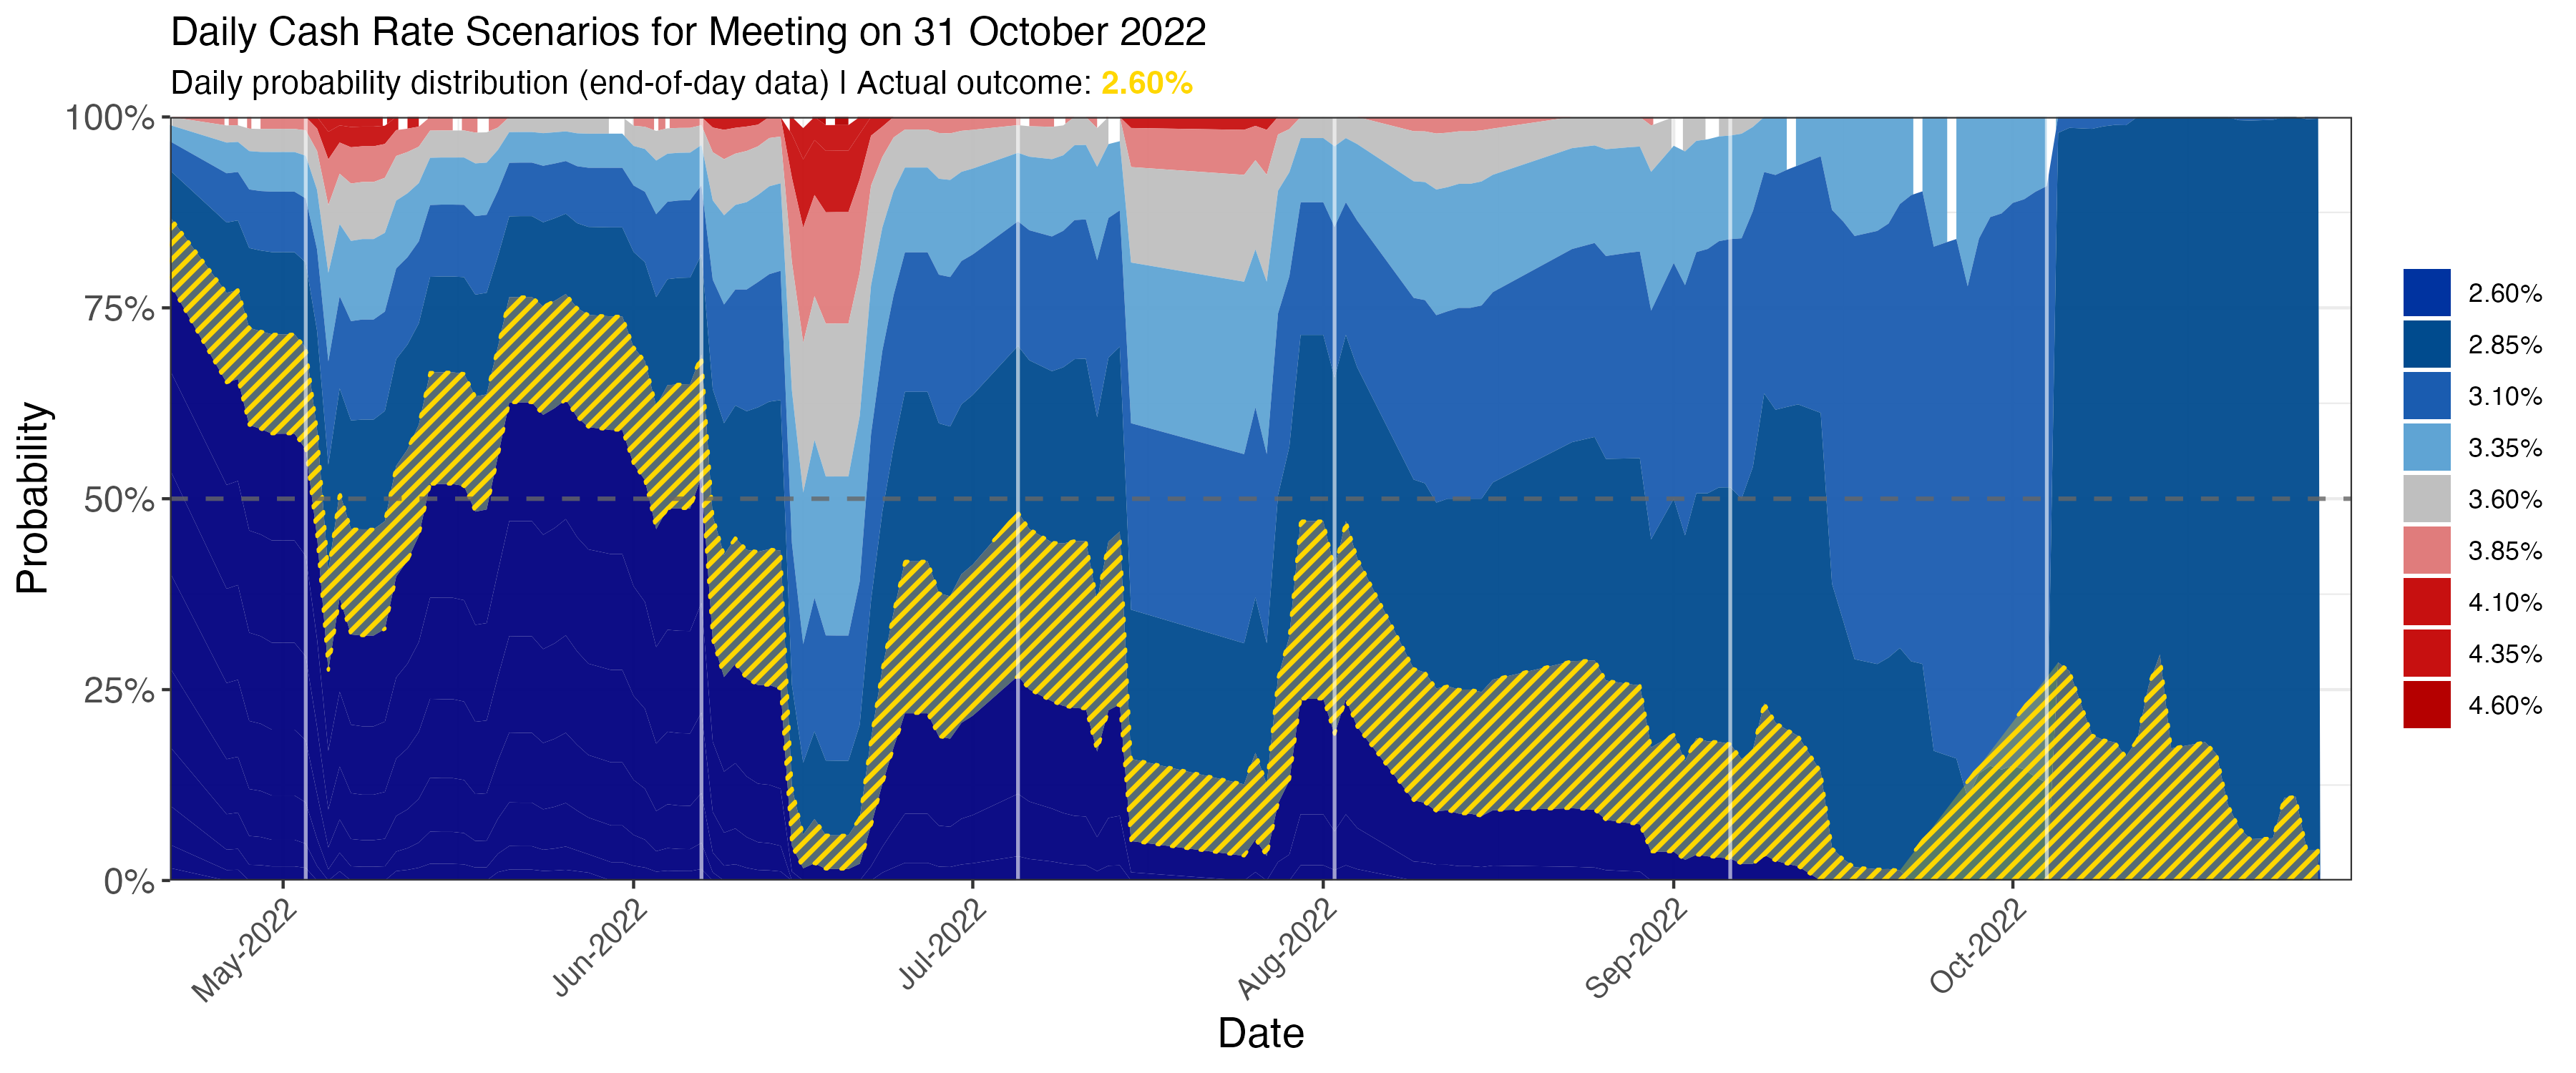 Daily Cash Rate Scenarios for Meeting on 31 October 2022
Daily probability distribution (end-of-day data) | Actual outcome: 2.60%
Probability
100%
75%
50%
25%
0%
May-2022
Jun-2022
Jul-2022
Aug-2022
Sep-2022
Oct-2022
Date
2.60%
2.85%
3.10%
3.35%
3.60%
3.85%
4.10%
4.35%
4.60%